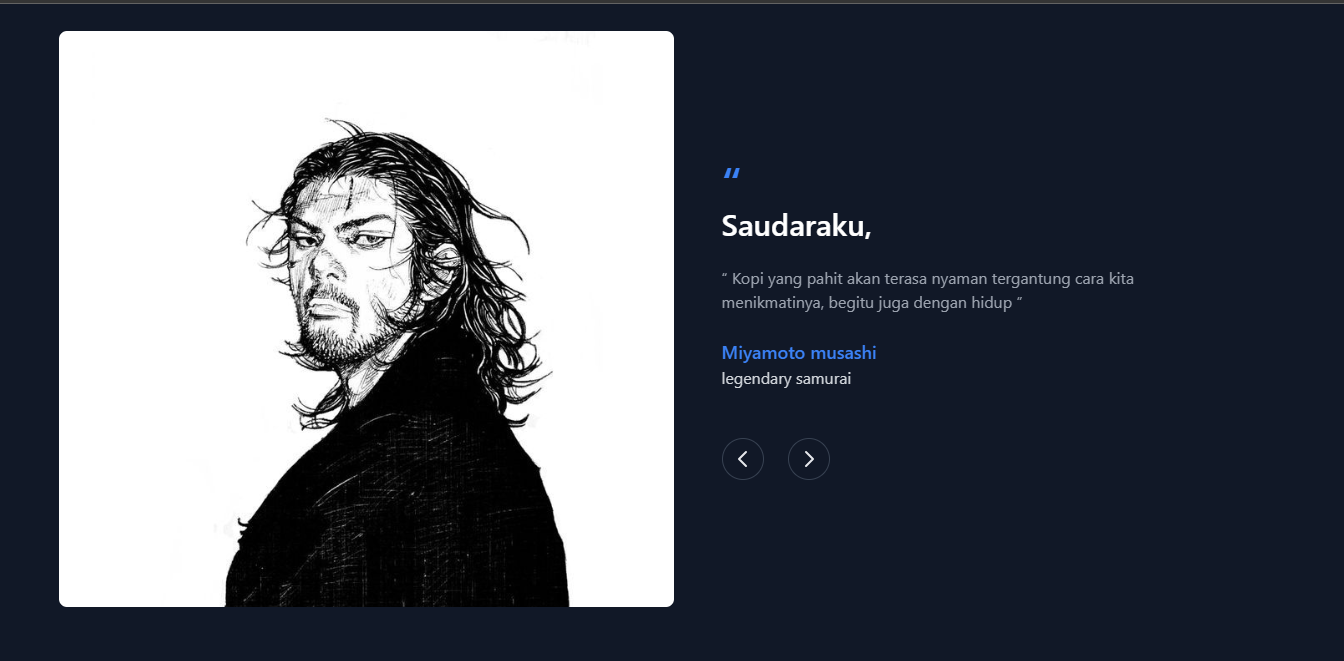 “
Saudaraku,
“ Kopi yang pahit akan terasa nyaman tergantung cara kita
menikmatinya, begitu juga dengan hidup ”
Miyamoto musashi
legendary samurai